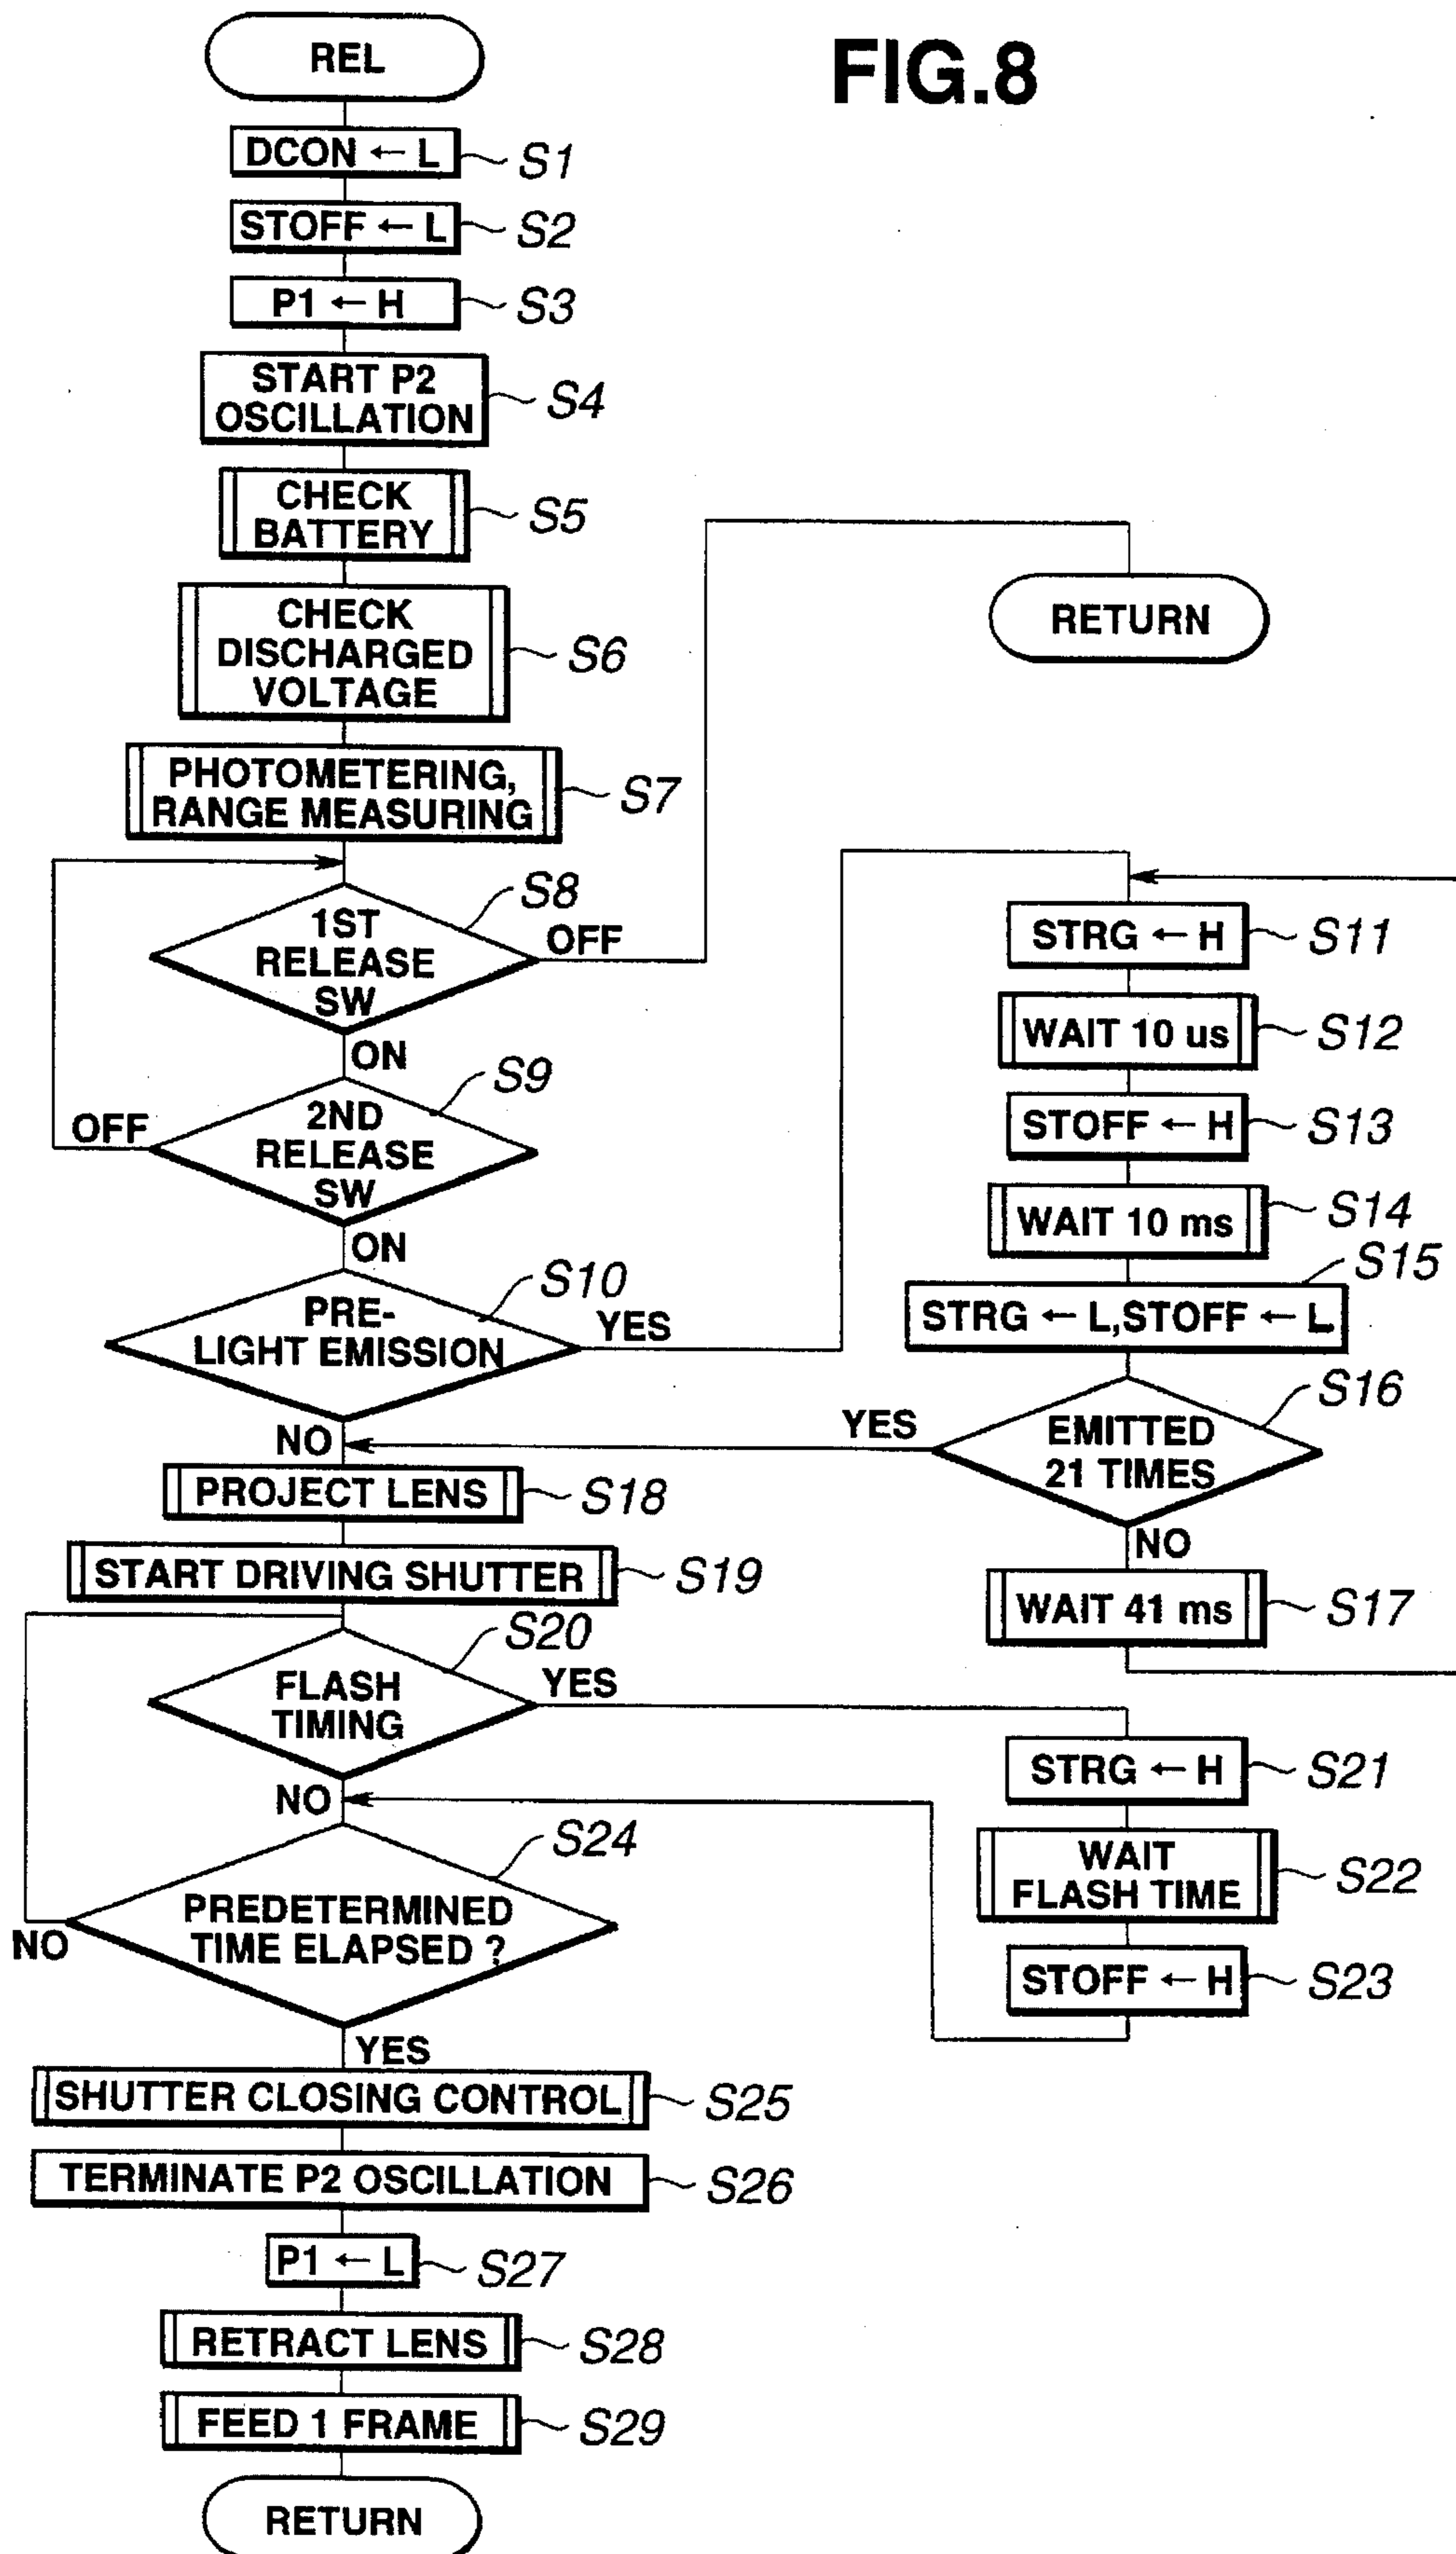 FIG.8
REL
DCON ← L
S1
STOFF ← L
S2
P1 ← H
S3
START P2
OSCILLATION
S4
CHECK
BATTERY
S5
CHECK
DISCHARGED
VOLTAGE
S6
PHOTOMETERING,
RANGE MEASURING
S7
1ST
RELEASE
SW
S8
OFF
ON
RETURN
2ND
RELEASE
SW
S9
OFF
ON
PRE-
LIGHT EMISSION
S10
YES
NO
STRG ← H
S11
WAIT 10 us
S12
STOFF ← H
S13
WAIT 10 ms
S14
STRG ← L,STOFF ← L
S15
EMITTED
21 TIMES
S16
YES
NO
WAIT 41 ms
S17
PROJECT LENS
S18
START DRIVING SHUTTER
S19
FLASH
TIMING
S20
YES
NO
STRG ← H
S21
WAIT
FLASH TIME
S22
STOFF ← H
S23
PREDETERMINED
TIME ELAPSED ?
S24
NO
YES
SHUTTER CLOSING CONTROL
S25
TERMINATE P2 OSCILLATION
S26
P1 ← L
S27
RETRACT LENS
S28
FEED 1 FRAME
S29
RETURN